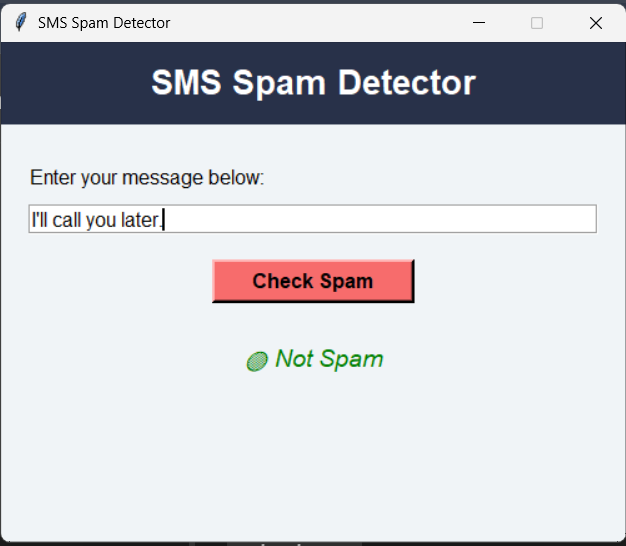 SMS Spam Detector
SMS Spam Detector
Enter your message below:
I'll call you later.
Check Spam
Not Spam